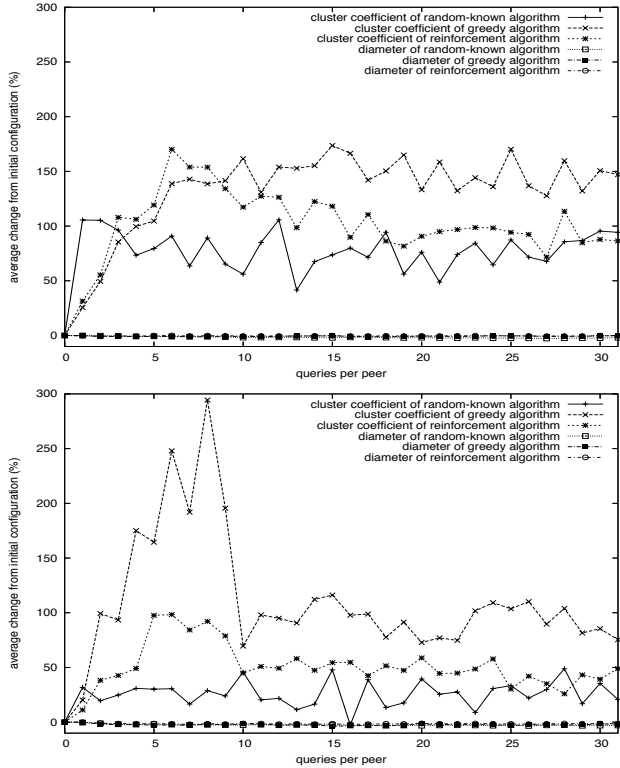 cluster coefficient of random-known algorithm
cluster coefficient of greedy algorithm
cluster coefficient of reinforcement algorithm
diameter of random-known algorithm
diameter of greedy algorithm
diameter of reinforcement algorithm
average change from initial configuration (%)
300
250
200
150
100
50
0
0 5 10 15 20 25 30
queries per peer
cluster coefficient of random-known algorithm
cluster coefficient of greedy algorithm
cluster coefficient of reinforcement algorithm
diameter of random-known algorithm
diameter of greedy algorithm
diameter of reinforcement algorithm
average change from initial configuration (%)
300
250
200
150
100
50
0
0 5 10 15 20 25 30
queries per peer